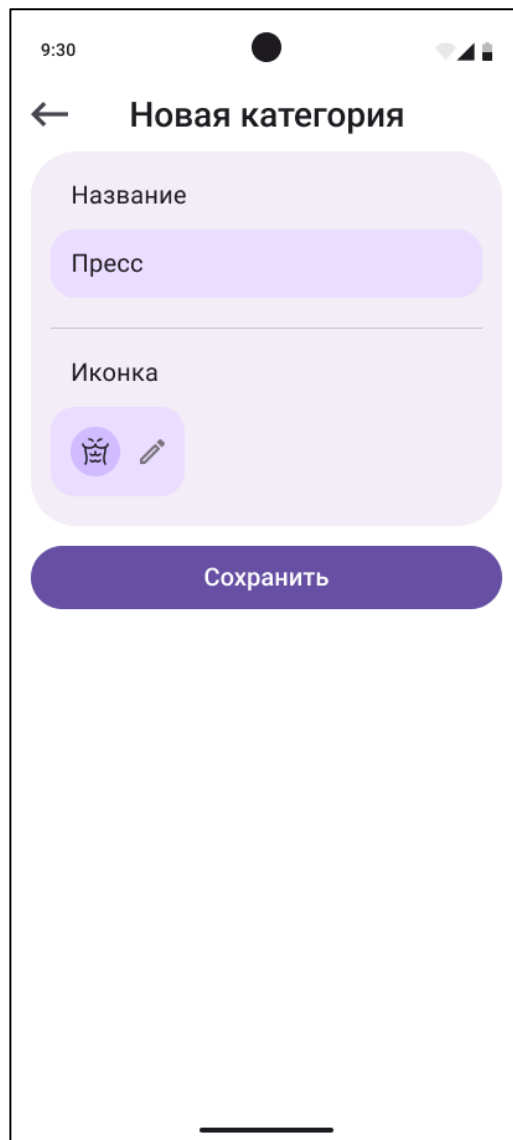 9:30
Новая категория
Название
Пресс
Иконка
Сохранить